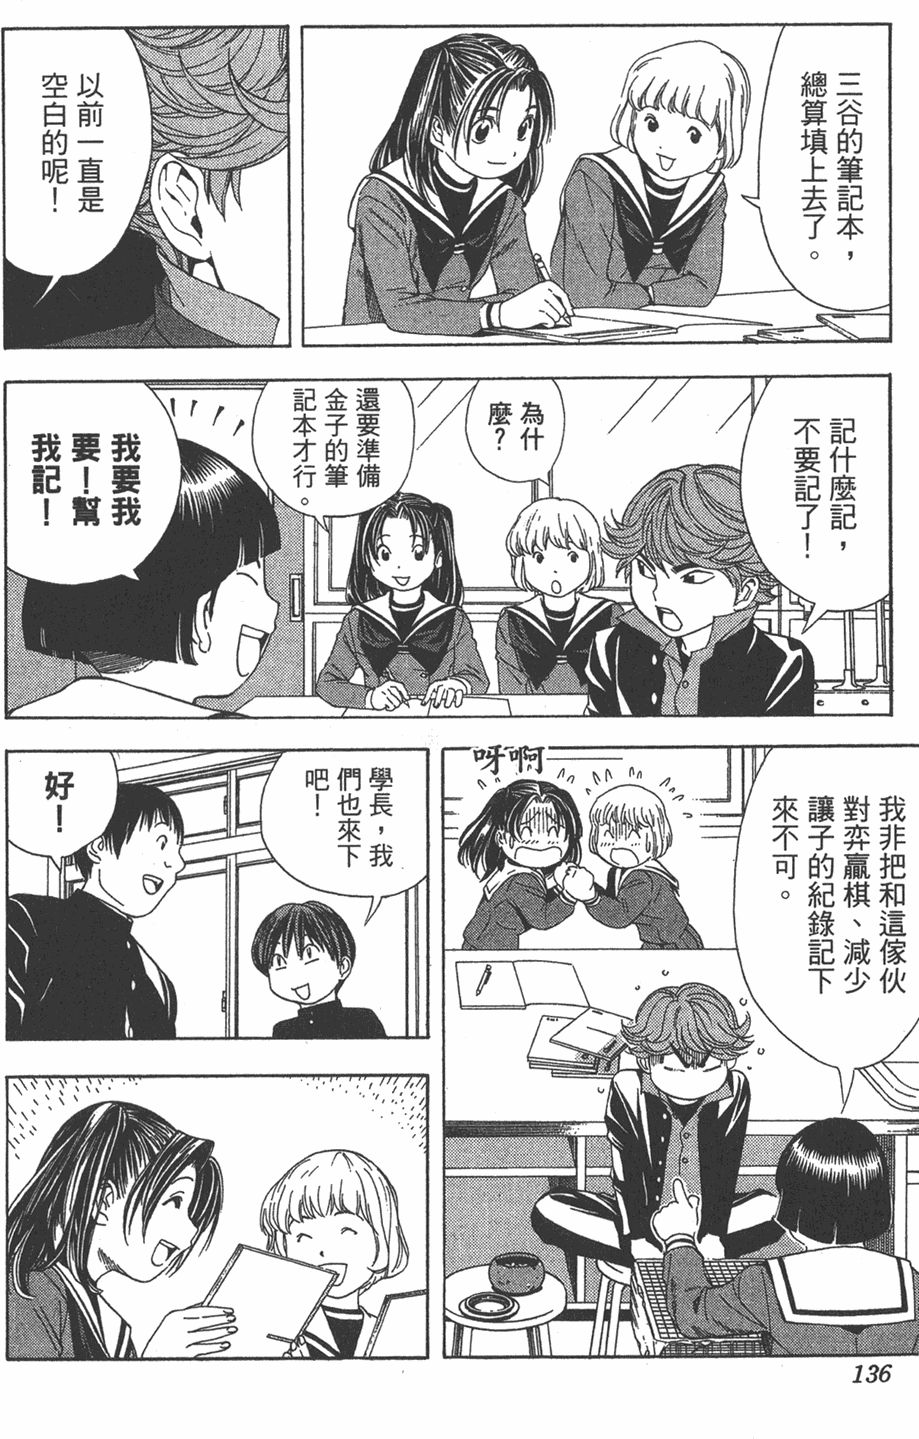 三谷的筆記本，
總算填上去了。
以前一直是
空白的呢！
記什麼記，
不要記了！
為什
麼？
還要準備
金子的筆
記本才行。
我要我
要！幫
我記！
呀啊
我非把和這傢伙
對弈贏棋、減少
讓子的紀錄記下
來不可。
學長，我
們也來下
吧！
好！
136